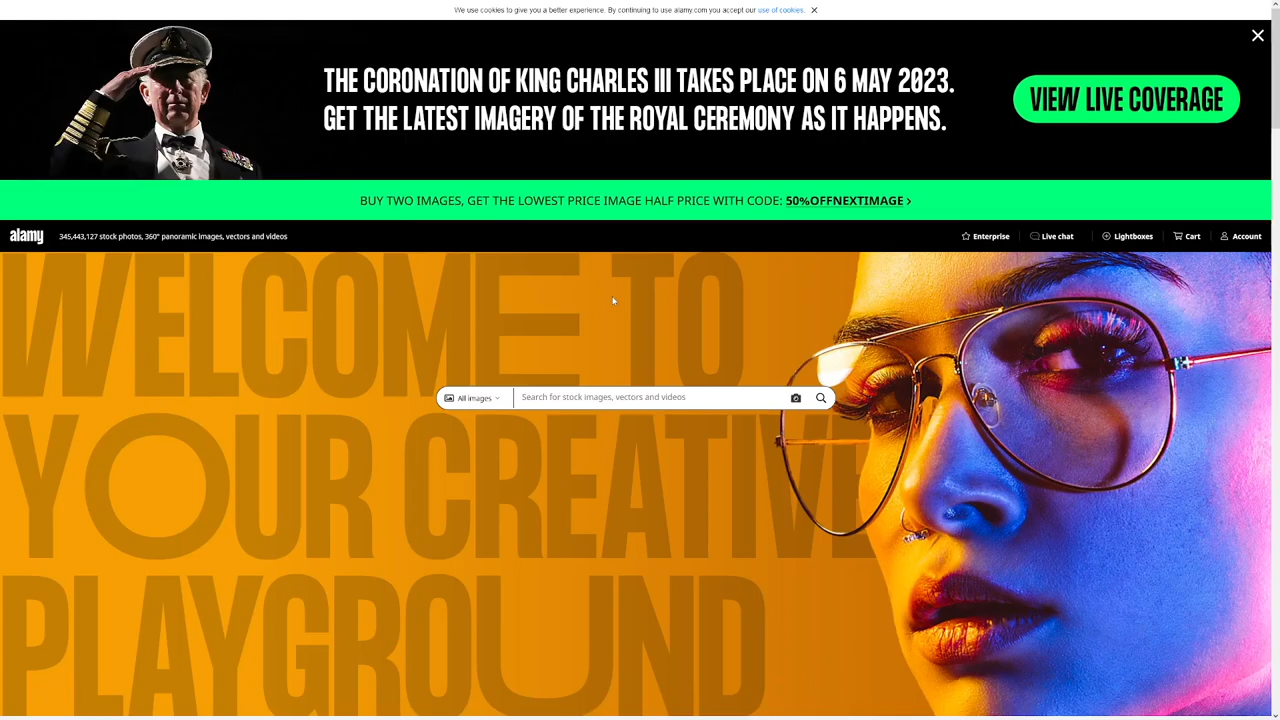 We use cookies to give you a better experience. By continuing to use alamy.com you accept our use of cookies.
THE CORONATION OF KING CHARLES III TAKES PLACE ON 6 MAY 2023.
GET THE LATEST IMAGERY OF THE ROYAL CEREMONY AS IT HAPPENS.
VIEW LIVE COVERAGE
BUY TWO IMAGES, GET THE LOWEST PRICE IMAGE HALF PRICE WITH CODE: 50%OFFNEXTIMAGE >
alamy 345,443,127 stock photos, 360° panoramic images, vectors and videos Enterprise Live chat Lightboxes Cart Account
WELCOME TO
All images Search for stock images, vectors and videos
YOUR CREATIVE
PLAYGROUND